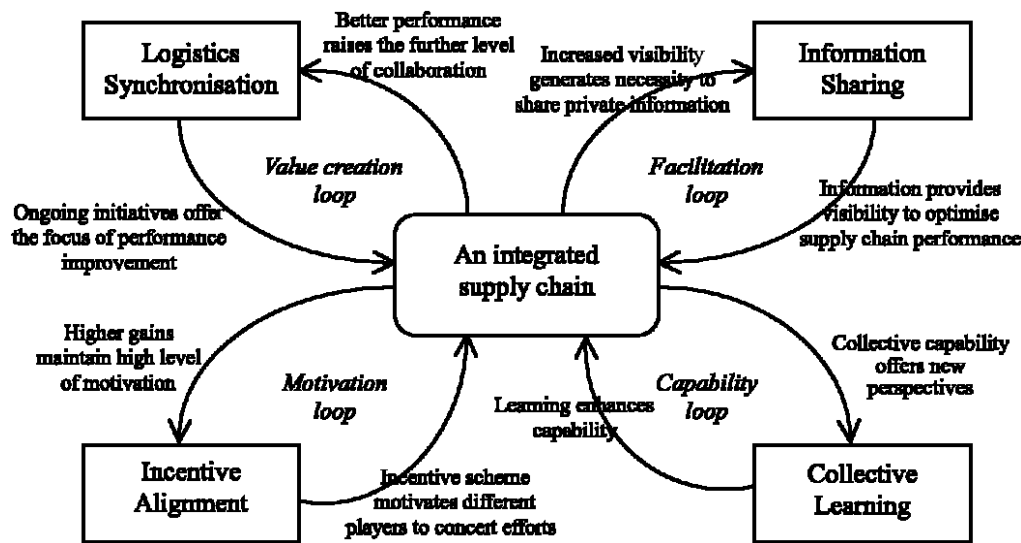 Logistics
Synchronisation
Better performance
raises the further level
of collaboration
Increased visibility
generates necessity to
share private information
Information
Sharing
Value creation
loop
Facilitation
loop
Ongoing initiatives offer
the focus of performance
improvement
Information provides
visibility to optimise
supply chain performance
An integrated
supply chain
Higher gains
maintain high level
of motivation
Motivation
loop
Learning enhances
capability
Capability
loop
Collective capability
offers new
perspectives
Incentive
Alignment
Incentive scheme
motivates different
players to concert efforts
Collective
Learning